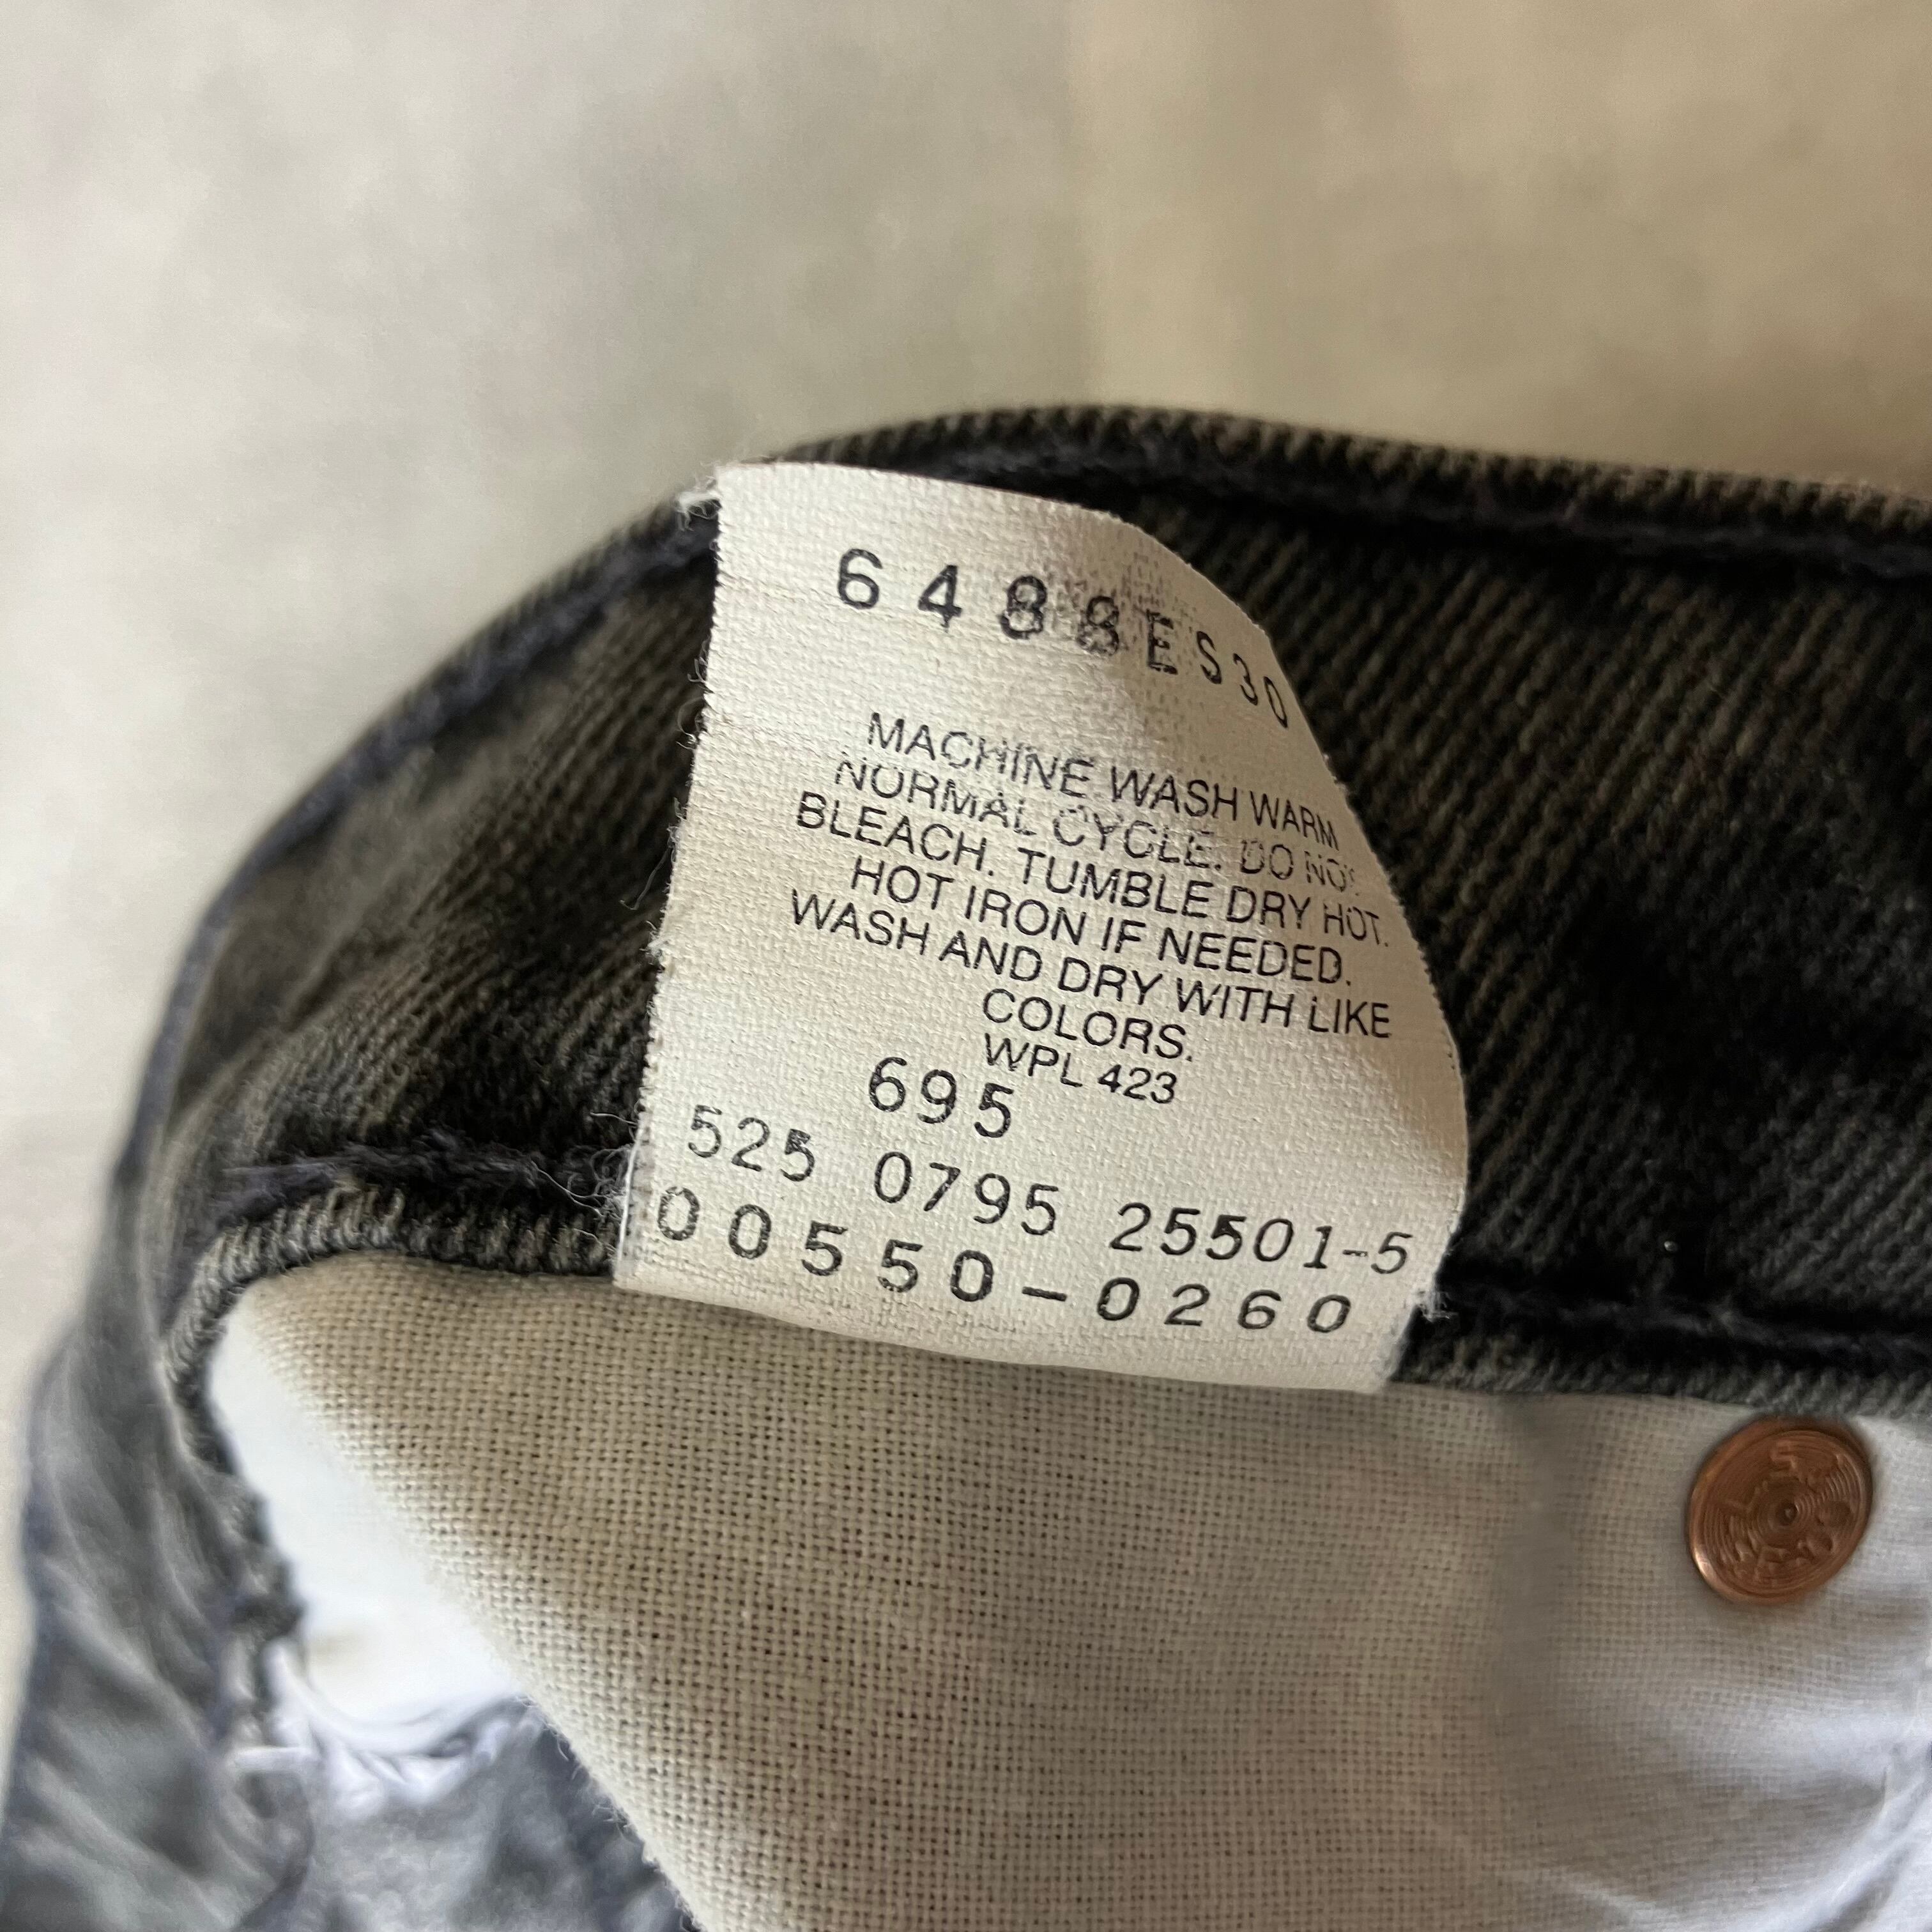 6488ES30
MACHINE WASH WARM
NORMAL CYCLE. DO NOT
BLEACH. TUMBLE DRY HOT.
HOT IRON IF NEEDED.
WASH AND DRY WITH LIKE
COLORS.
WPL 423
695
525 0795 25501-5
00550-0260